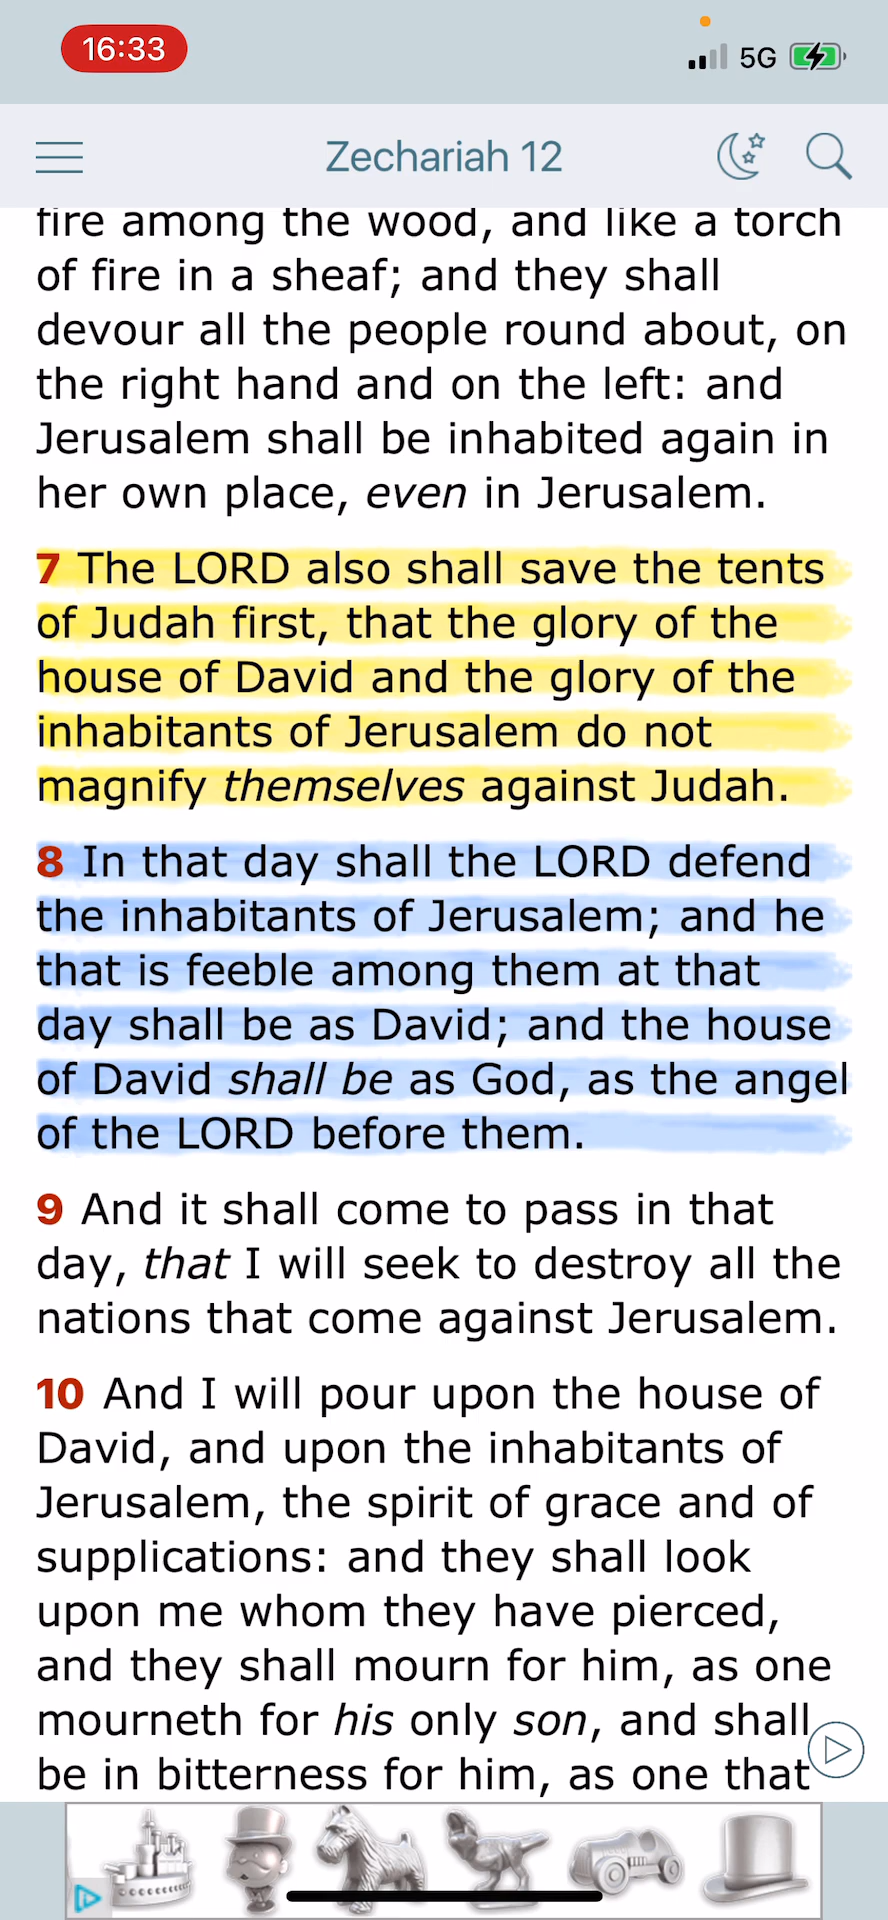 16:33
5G
Zechariah 12
fire among the wood, and like a torch
of fire in a sheaf; and they shall
devour all the people round about, on
the right hand and on the left: and
Jerusalem shall be inhabited again in
her own place, even in Jerusalem.
7 The LORD also shall save the tents
of Judah first, that the glory of the
house of David and the glory of the
inhabitants of Jerusalem do not
magnify themselves against Judah.
8 In that day shall the LORD defend
the inhabitants of Jerusalem; and he
that is feeble among them at that
day shall be as David; and the house
of David shall be as God, as the angel
of the LORD before them.
9 And it shall come to pass in that
day, that I will seek to destroy all the
nations that come against Jerusalem.
10 And I will pour upon the house of
David, and upon the inhabitants of
Jerusalem, the spirit of grace and of
supplications: and they shall look
upon me whom they have pierced,
and they shall mourn for him, as one
mourneth for his only son, and shall
be in bitterness for him, as one that